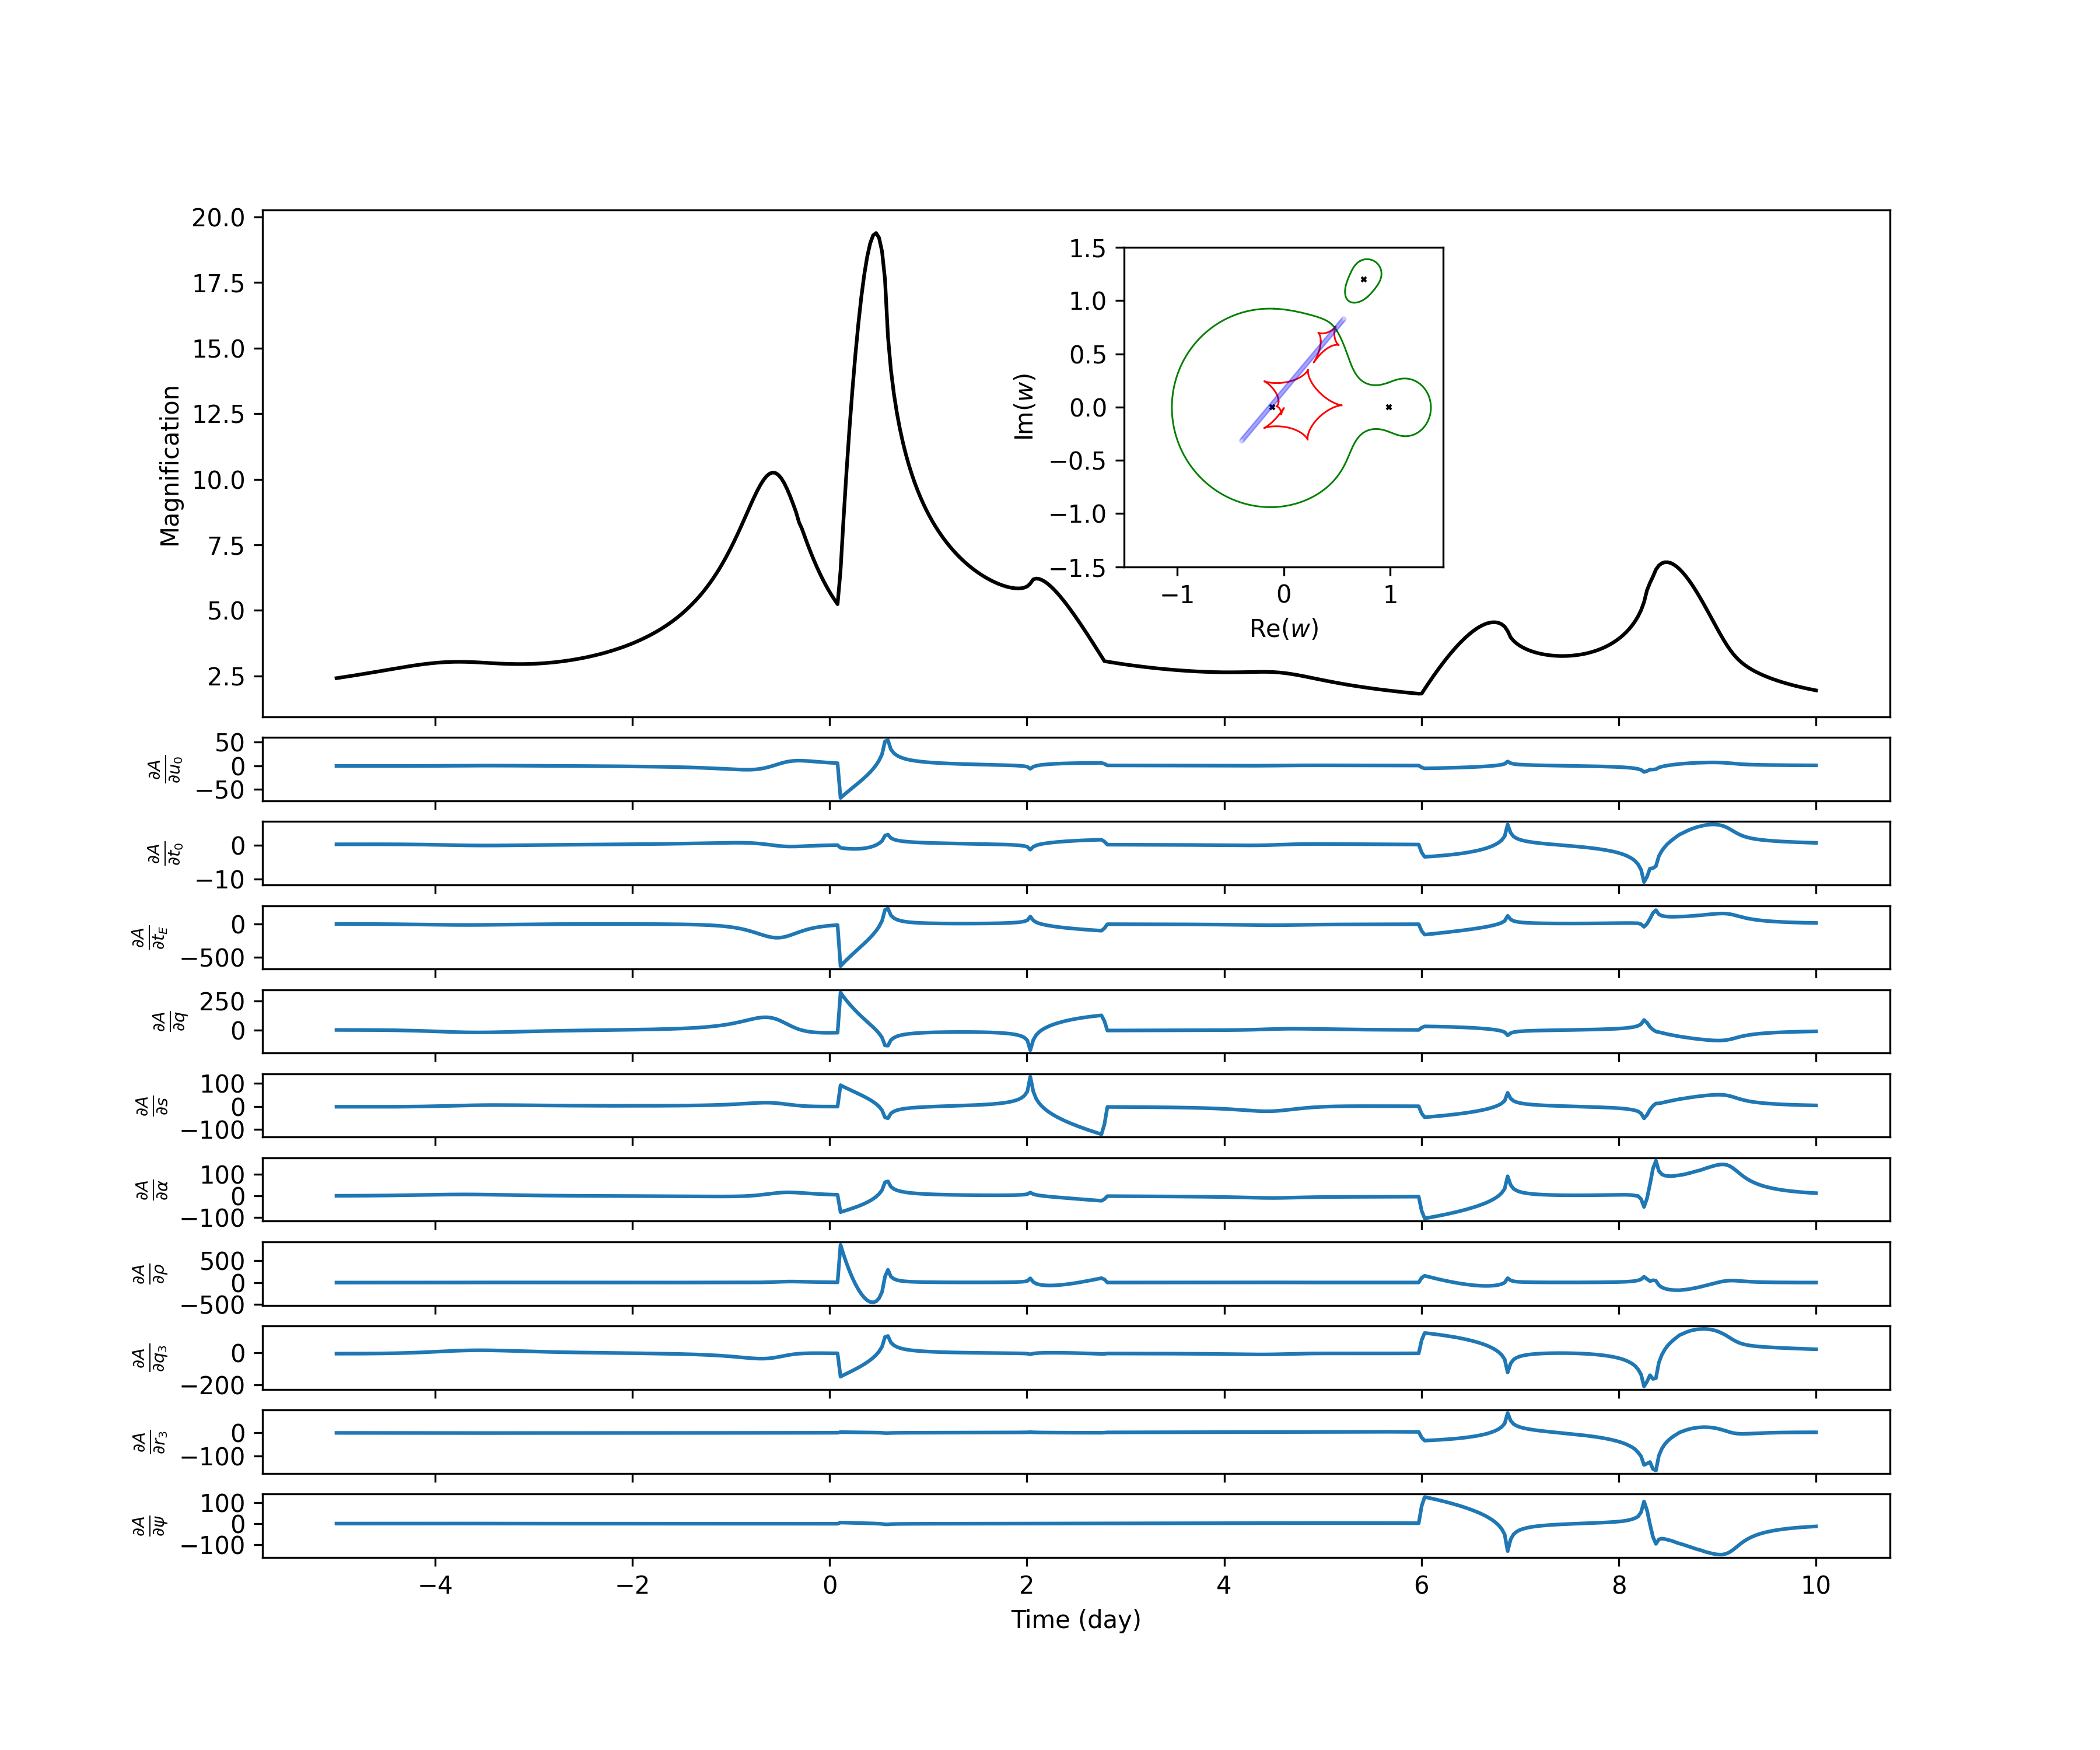 20.0
17.5
15.0
12.5
10.0
7.5
5.0
2.5
Magnification
1.5
1.0
0.5
0.0
−0.5
−1.0
−1.5
Im(w)
−1 0 1
Re(w)
50
0
−50
∂A/∂u₀
0
−10
∂A/∂t₀
0
−500
∂A/∂t_E
250
0
∂A/∂q
100
0
−100
∂A/∂s
100
0
−100
∂A/∂α
500
0
−500
∂A/∂ρ
0
−200
∂A/∂q₃
0
−100
∂A/∂r₃
100
0
−100
∂A/∂ψ
−4 −2 0 2 4 6 8 10
Time (day)